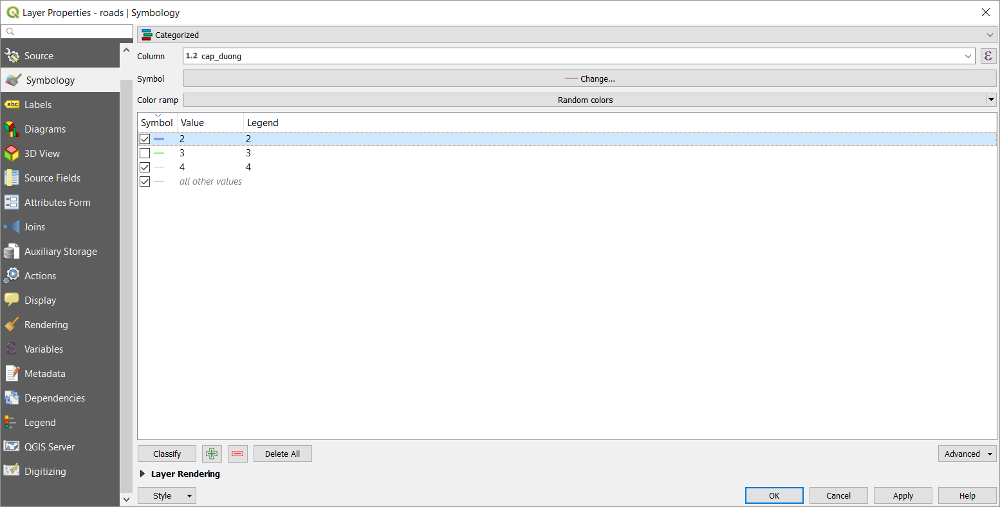 Layer Properties - roads | Symbology
Categorized
Source
Column 1.2 cap_duong ε
Symbology
Symbol Change...
abc Labels
Color ramp Random colors
Diagrams
Symbol Value Legend
2 2
3D View
3 3
4 4
Source Fields
all other values
Attributes Form
Joins
Auxiliary Storage
Actions
Display
Rendering
ε Variables
Metadata
Dependencies
Legend
QGIS Server
Classify Delete All Advanced
Digitizing
Layer Rendering
Style OK Cancel Apply Help